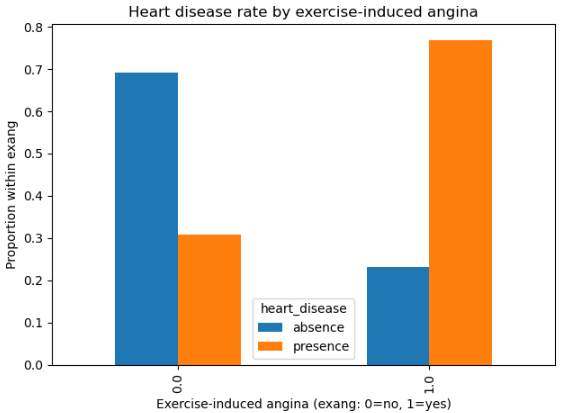 Heart disease rate by exercise-induced angina
Proportion within exang
0.8
0.7
0.6
0.5
0.4
0.3
0.2
0.1
0.0
heart_disease
absence
presence
0.0
1.0
Exercise-induced angina (exang: 0=no, 1=yes)